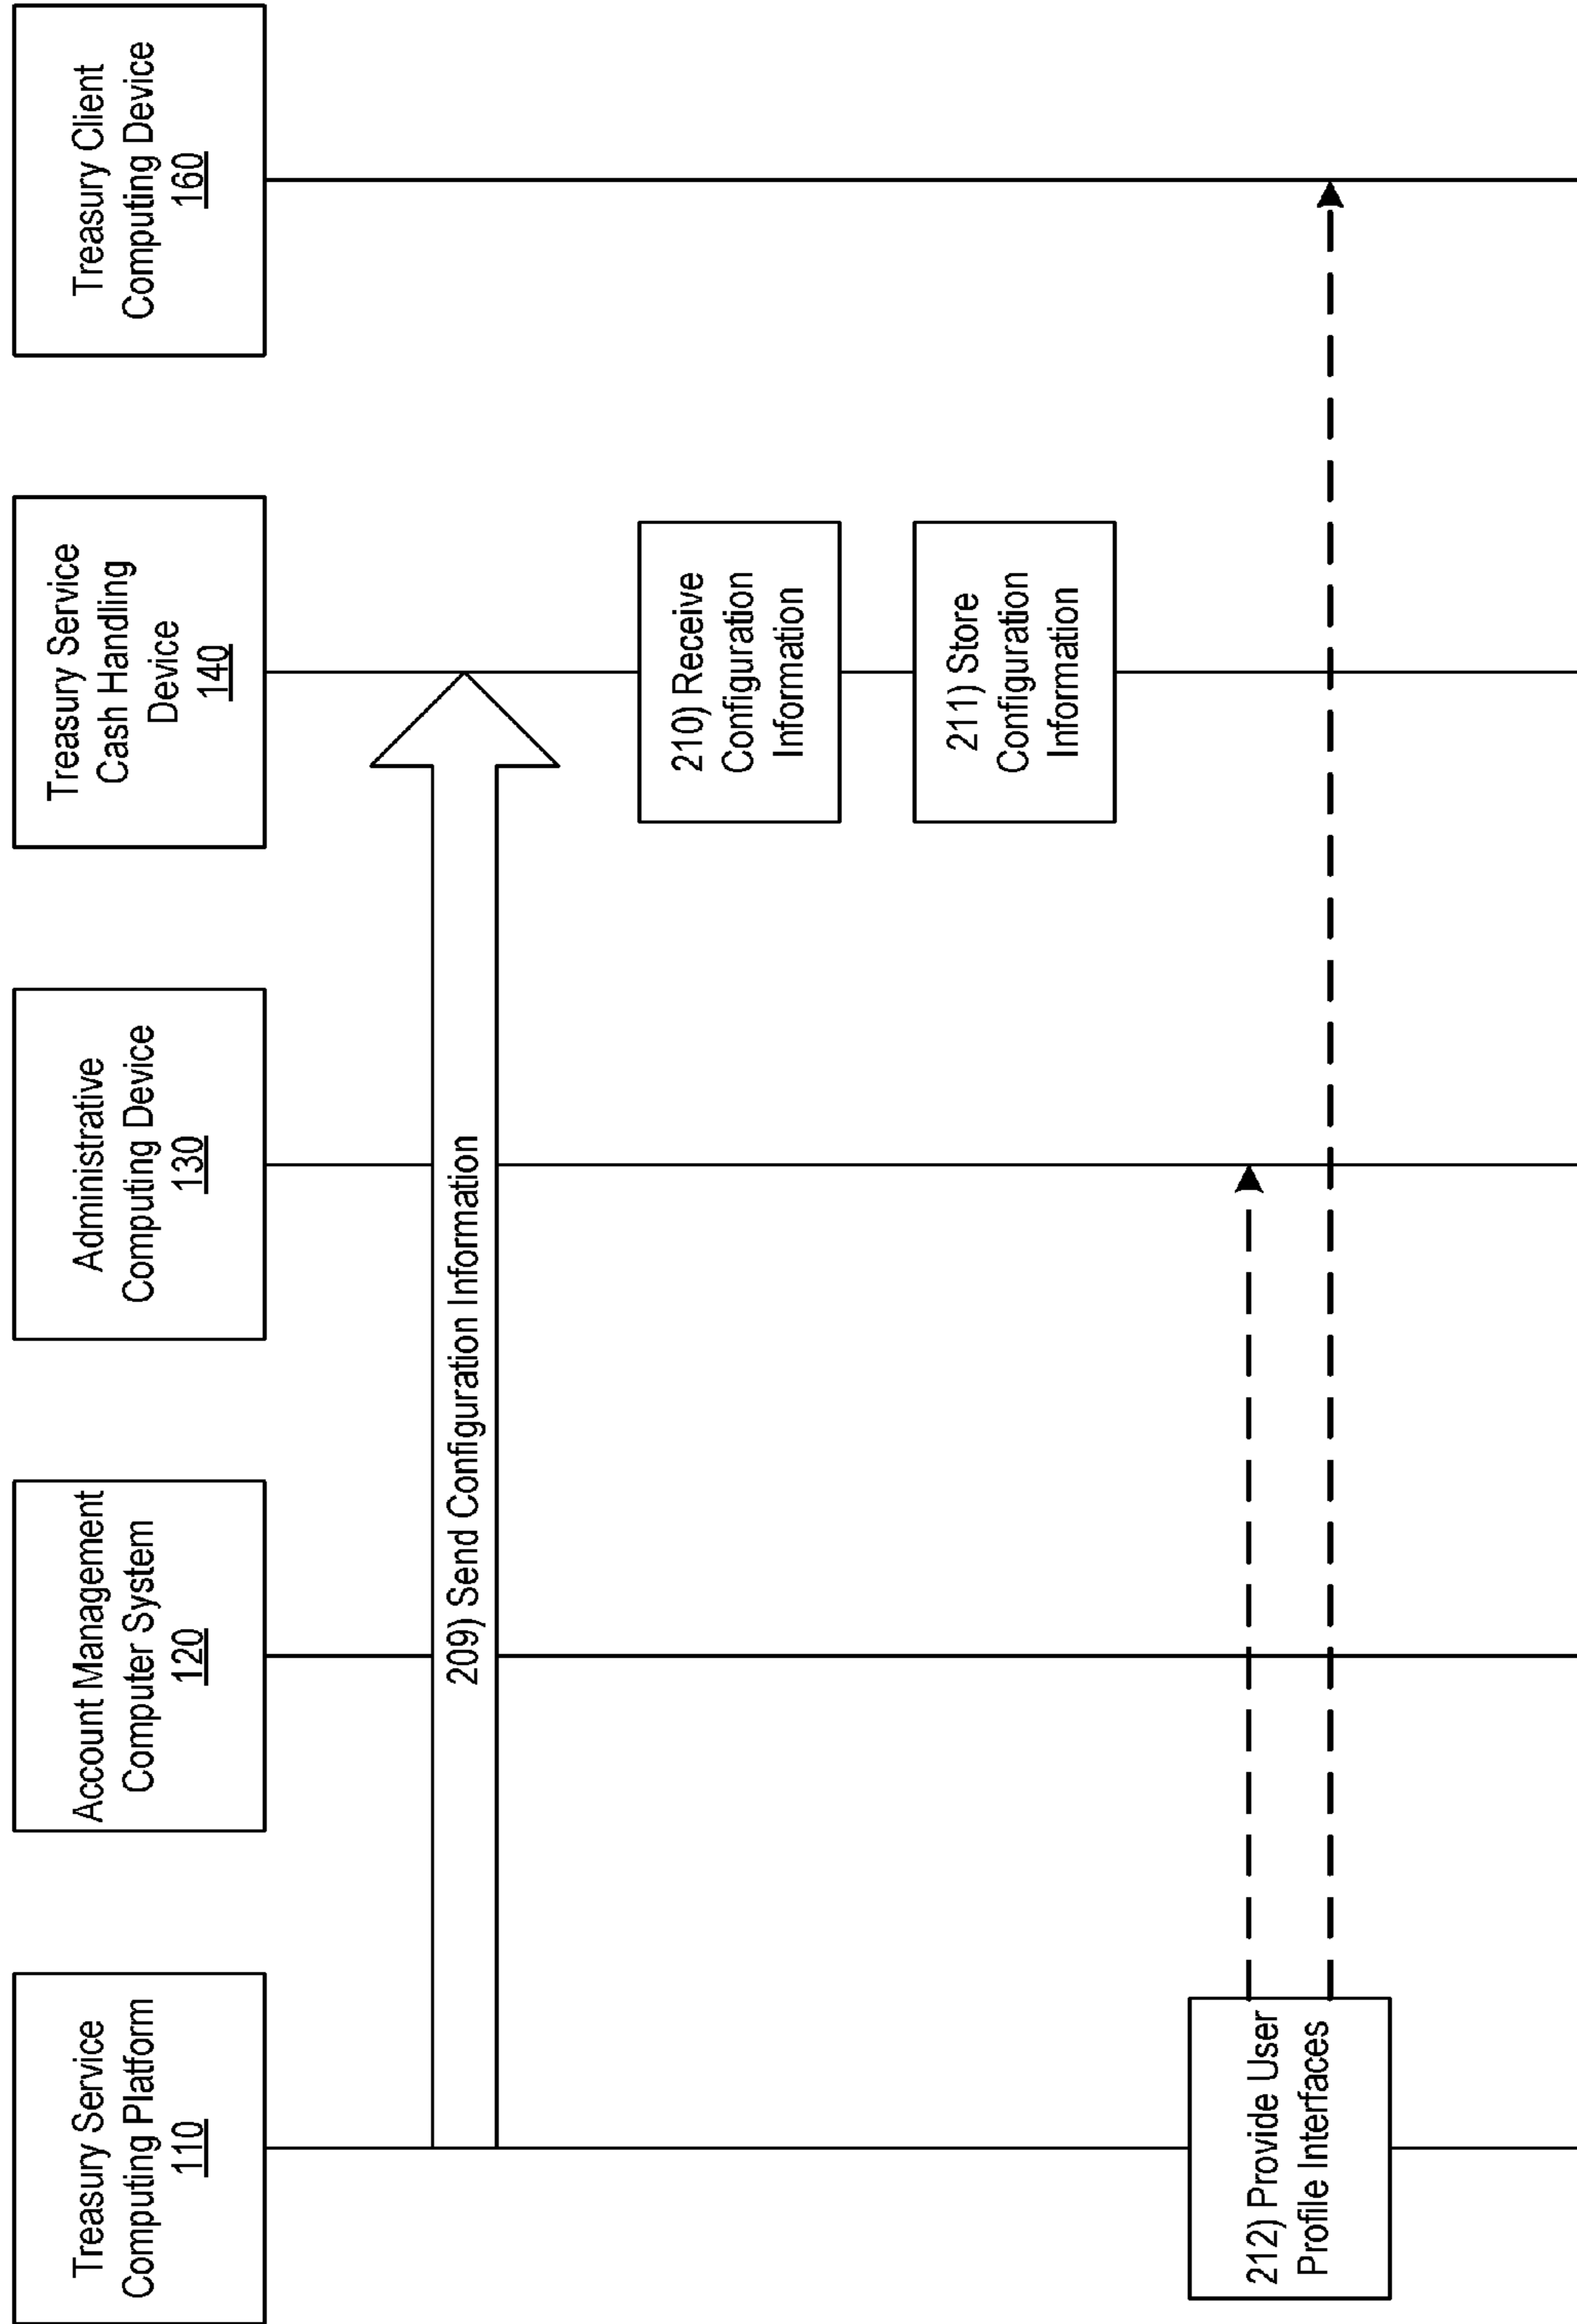 Treasury Service
Computing Platform
110
Account Management
Computer System
120
Administrative
Computing Device
130
Treasury Service
Cash Handling
Device
140
Treasury Client
Computing Device
160
209) Send Configuration Information
210) Receive
Configuration
Information
211) Store
Configuration
Information
212) Provide User
Profile Interfaces